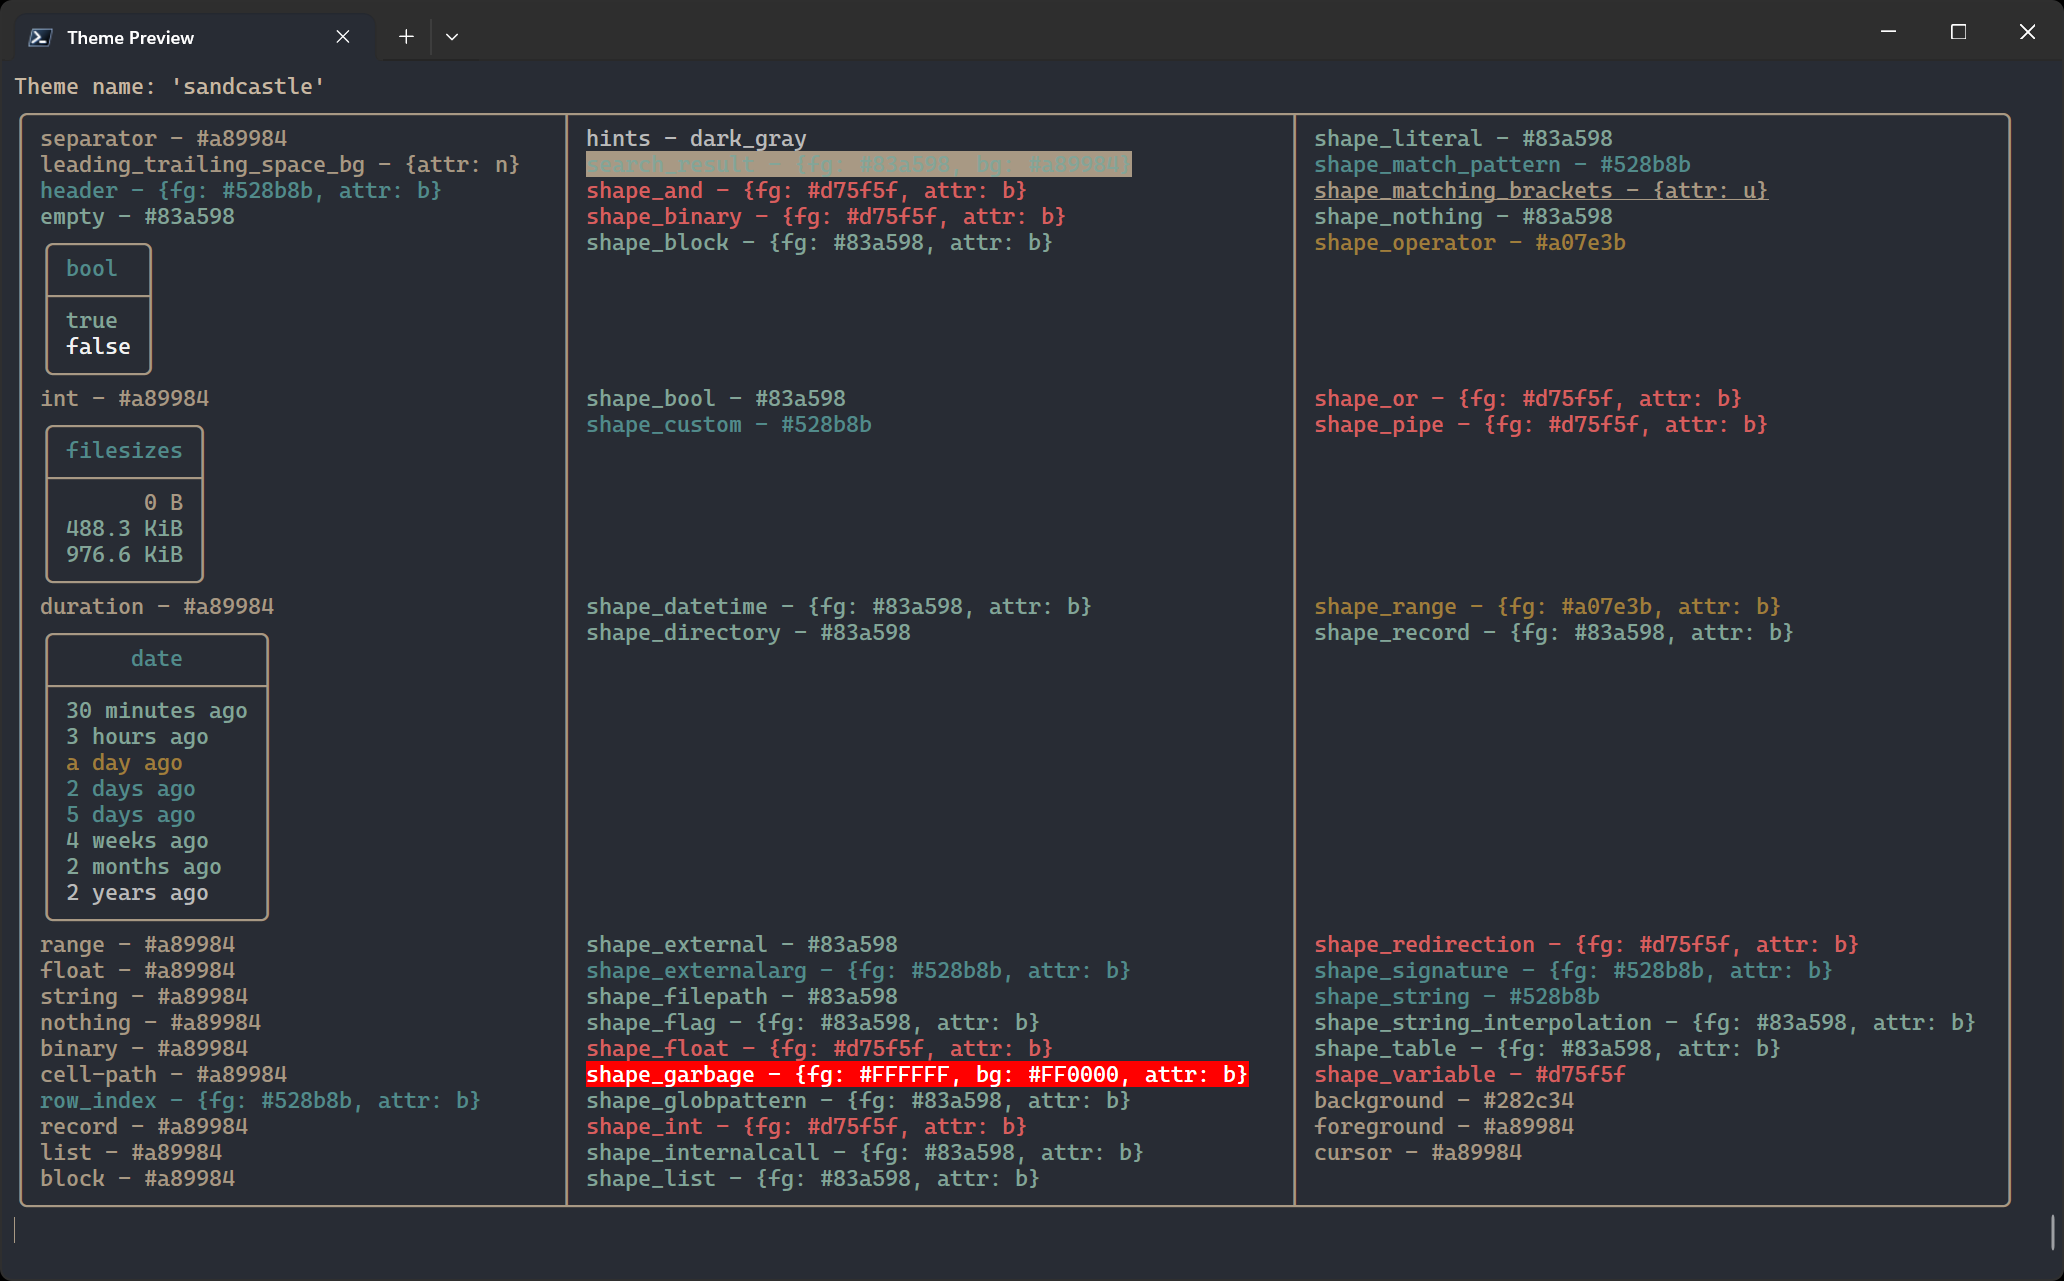 Theme Preview
Theme name: 'sandcastle'
separator - #a89984
leading_trailing_space_bg - {attr: n}
header - {fg: #528b8b, attr: b}
empty - #83a598
bool
true
false
int - #a89984
filesizes
0 B
488.3 KiB
976.6 KiB
duration - #a89984
date
30 minutes ago
3 hours ago
a day ago
2 days ago
5 days ago
4 weeks ago
2 months ago
2 years ago
range - #a89984
float - #a89984
string - #a89984
nothing - #a89984
binary - #a89984
cell-path - #a89984
row_index - {fg: #528b8b, attr: b}
record - #a89984
list - #a89984
block - #a89984
hints - dark_gray
search_result - {fg: #83a598, bg: #a89984}
shape_and - {fg: #d75f5f, attr: b}
shape_binary - {fg: #d75f5f, attr: b}
shape_block - {fg: #83a598, attr: b}
shape_bool - #83a598
shape_custom - #528b8b
shape_datetime - {fg: #83a598, attr: b}
shape_directory - #83a598
shape_external - #83a598
shape_externalarg - {fg: #528b8b, attr: b}
shape_filepath - #83a598
shape_flag - {fg: #83a598, attr: b}
shape_float - {fg: #d75f5f, attr: b}
shape_garbage - {fg: #FFFFFF, bg: #FF0000, attr: b}
shape_globpattern - {fg: #83a598, attr: b}
shape_int - {fg: #d75f5f, attr: b}
shape_internalcall - {fg: #83a598, attr: b}
shape_list - {fg: #83a598, attr: b}
shape_literal - #83a598
shape_match_pattern - #528b8b
shape_matching_brackets - {attr: u}
shape_nothing - #83a598
shape_operator - #a07e3b
shape_or - {fg: #d75f5f, attr: b}
shape_pipe - {fg: #d75f5f, attr: b}
shape_range - {fg: #a07e3b, attr: b}
shape_record - {fg: #83a598, attr: b}
shape_redirection - {fg: #d75f5f, attr: b}
shape_signature - {fg: #528b8b, attr: b}
shape_string - #528b8b
shape_string_interpolation - {fg: #83a598, attr: b}
shape_table - {fg: #83a598, attr: b}
shape_variable - #d75f5f
background - #282c34
foreground - #a89984
cursor - #a89984